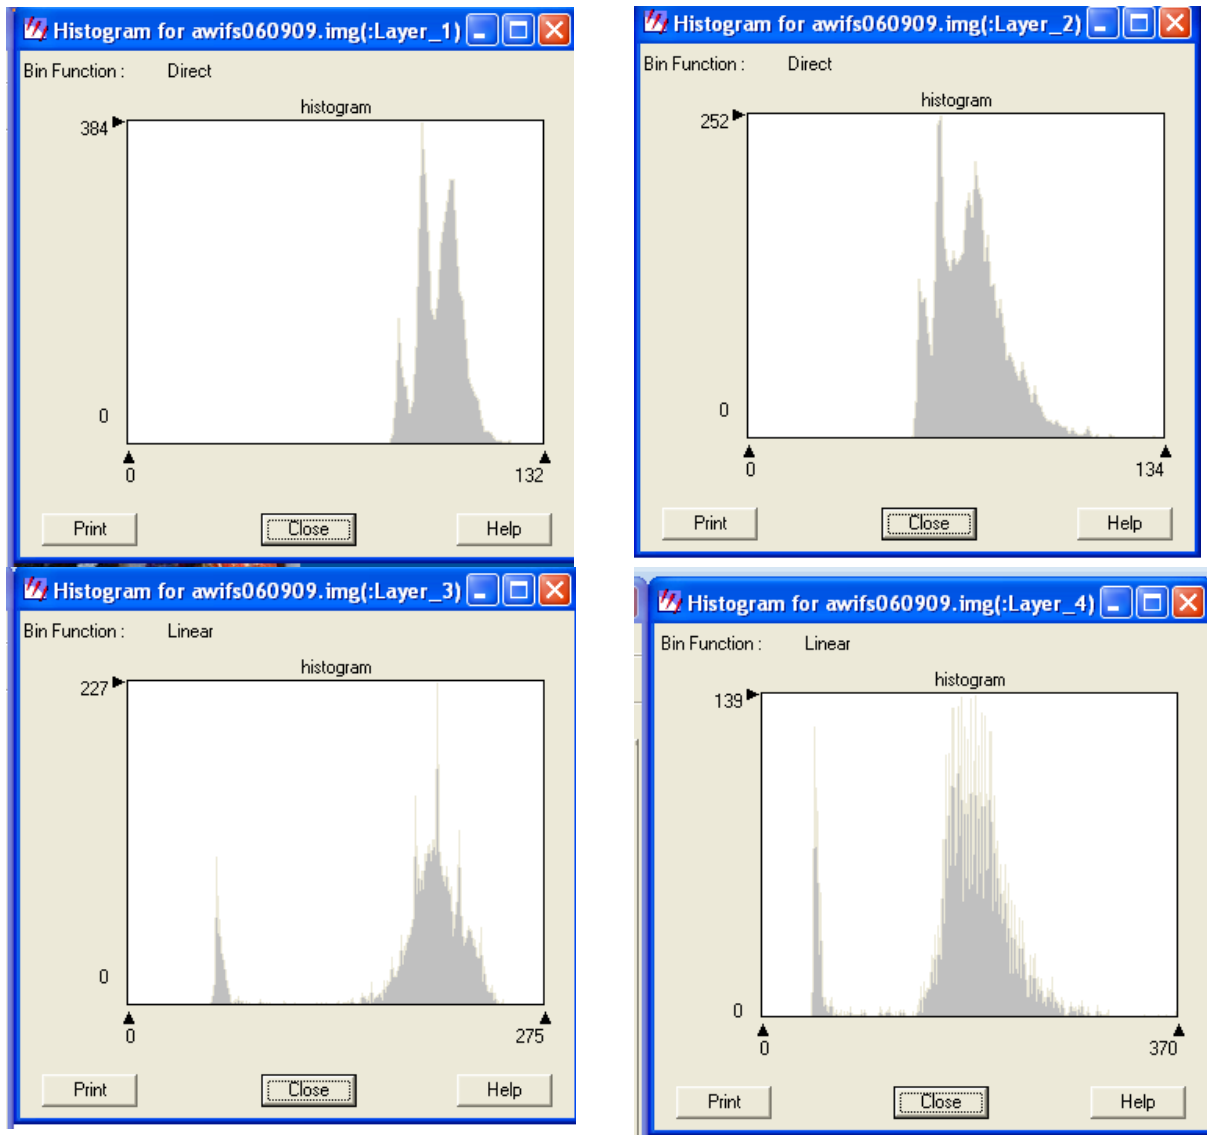 Histogram for awifs060909.img(:Layer_1)
Bin Function : Direct
histogram
384
0
0 132
Print Close Help
Histogram for awifs060909.img(:Layer_2)
Bin Function : Direct
histogram
252
0
0 134
Print Close Help
Histogram for awifs060909.img(:Layer_3)
Bin Function : Linear
histogram
227
0
0 275
Print Close Help
Histogram for awifs060909.img(:Layer_4)
Bin Function : Linear
histogram
139
0
0 370
Print Close Help